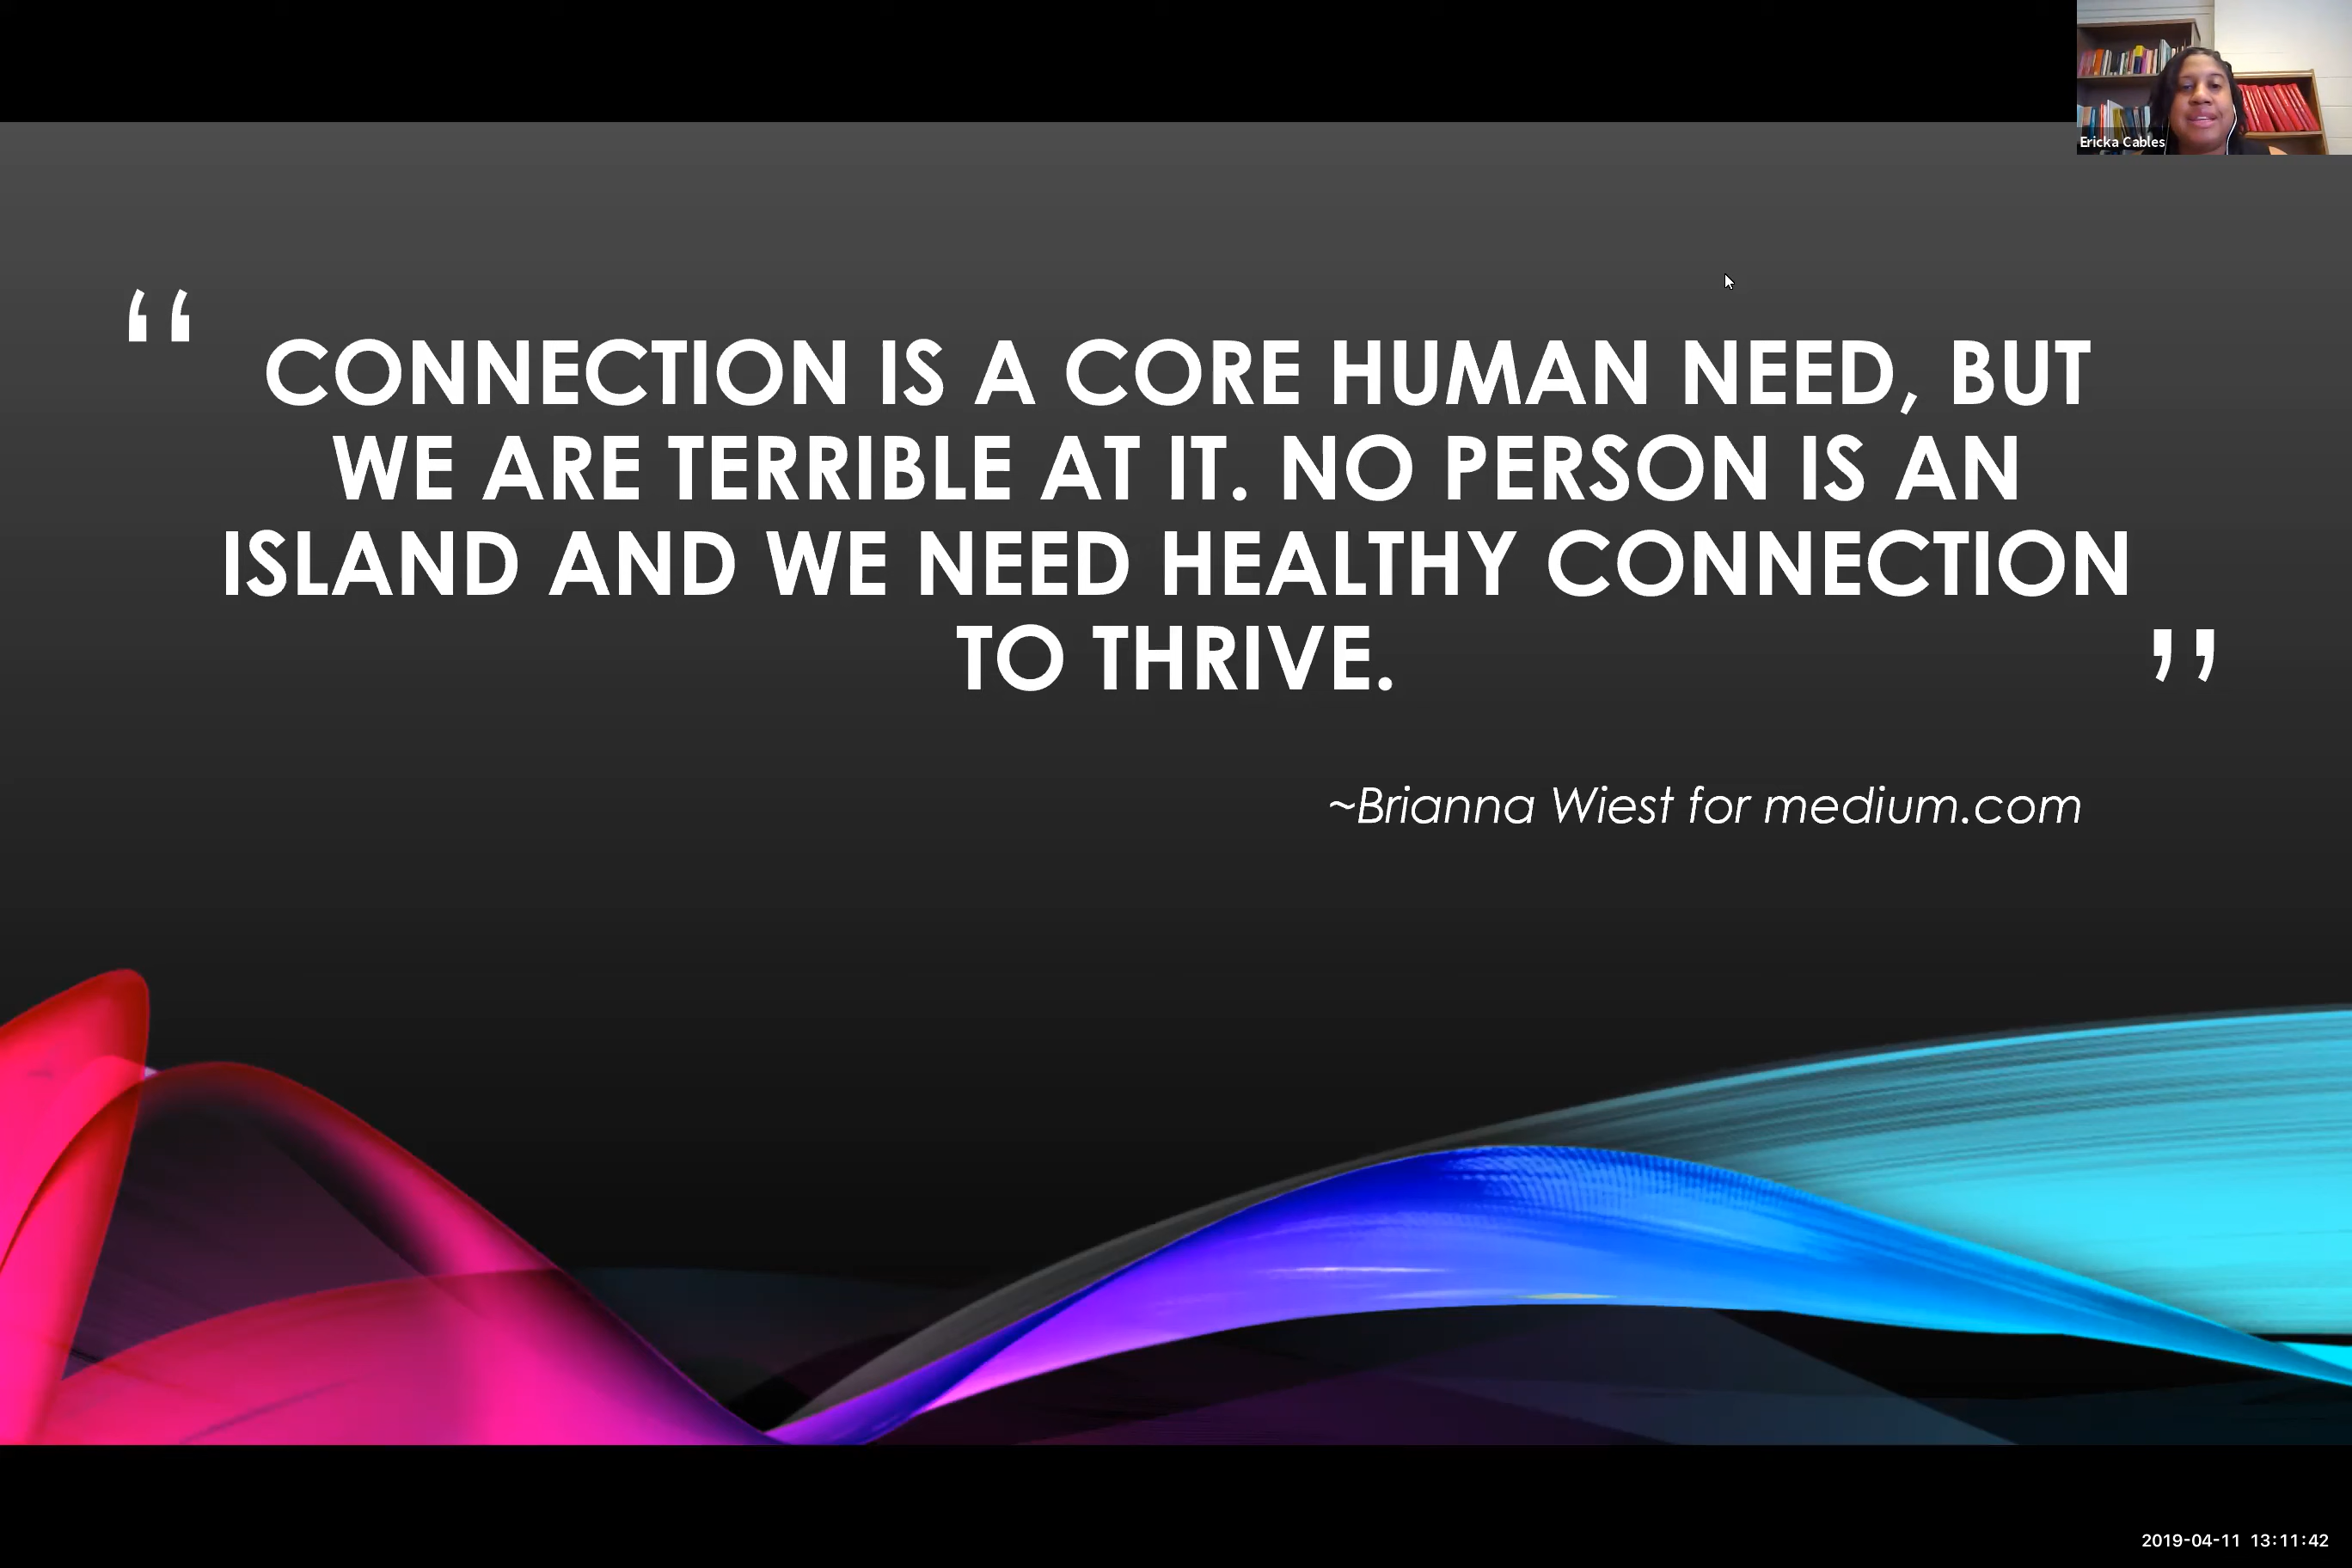 Ericka Cables
“ CONNECTION IS A CORE HUMAN NEED, BUT
WE ARE TERRIBLE AT IT. NO PERSON IS AN
ISLAND AND WE NEED HEALTHY CONNECTION
TO THRIVE. ”
~Brianna Wiest for medium.com
2019-04-11 13:11:42